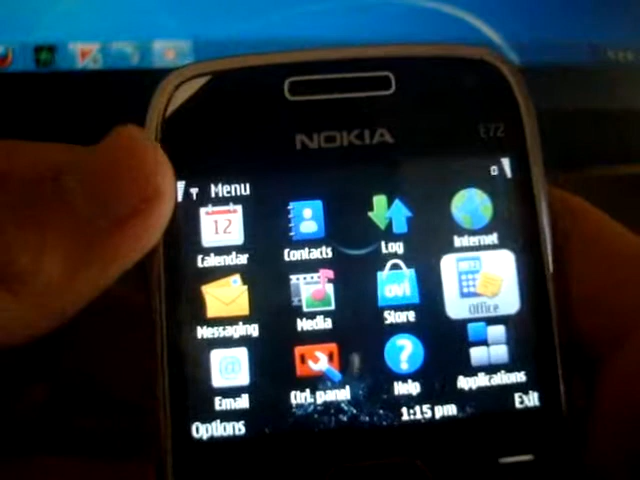 NOKIA
E72
Menu
12
Calendar
Contacts
Log
Internet
Messaging
Media
ovi
Store
Office
Email
Ctrl. panel
Help
Applications
1:15 pm
Options
Exit